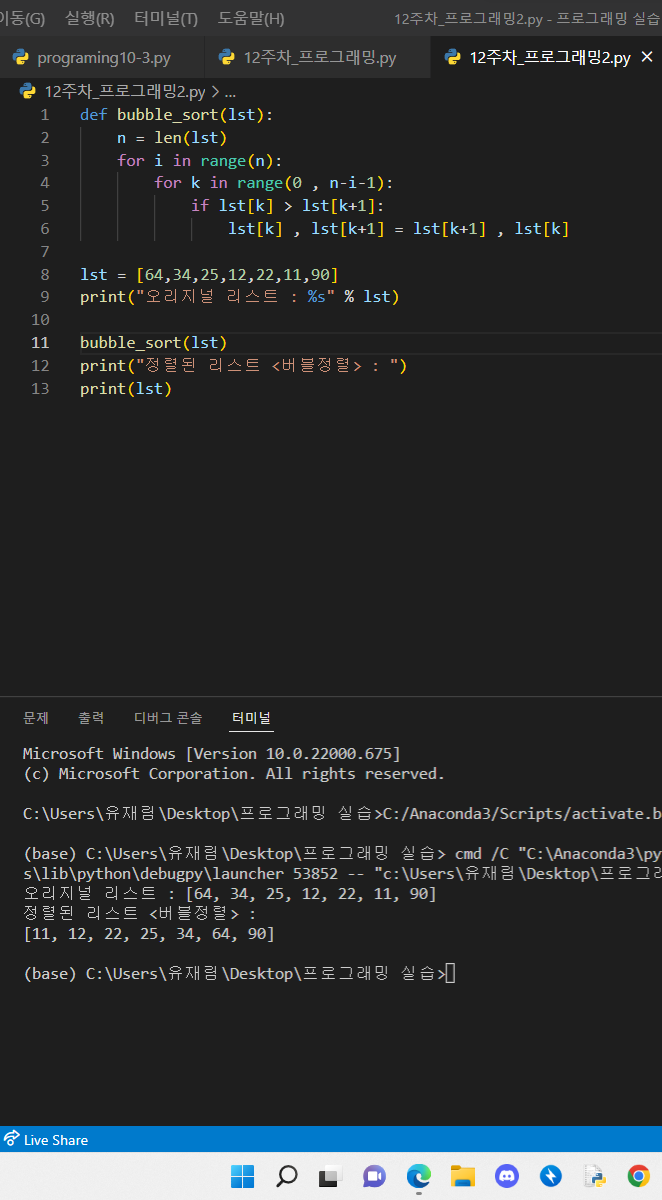 이동(G) 실행(R) 터미널(T) 도움말(H) 12주차_프로그래밍2.py - 프로그래밍 실습
programing10-3.py 12주차_프로그래밍.py 12주차_프로그래밍2.py ×
12주차_프로그래밍2.py > ...
1 def bubble_sort(lst):
2 n = len(lst)
3 for i in range(n):
4 for k in range(0 , n-i-1):
5 if lst[k] > lst[k+1]:
6 lst[k] , lst[k+1] = lst[k+1] , lst[k]
7
8 lst = [64,34,25,12,22,11,90]
9 print("오리지널 리스트 : %s" % lst)
10
11 bubble_sort(lst)
12 print("정렬된 리스트 <버블정렬> : ")
13 print(lst)
문제 출력 디버그 콘솔 터미널
Microsoft Windows [Version 10.0.22000.675]
(c) Microsoft Corporation. All rights reserved.
C:\Users\유재렴\Desktop\프로그래밍 실습>C:/Anaconda3/Scripts/activate.b
(base) C:\Users\유재렴\Desktop\프로그래밍 실습> cmd /C "C:\Anaconda3\py
s\lib\python\debugpy\launcher 53852 -- "c:\Users\유재렴\Desktop\프로그래
오리지널 리스트 : [64, 34, 25, 12, 22, 11, 90]
정렬된 리스트 <버블정렬> :
[11, 12, 22, 25, 34, 64, 90]
(base) C:\Users\유재렴\Desktop\프로그래밍 실습>
Live Share